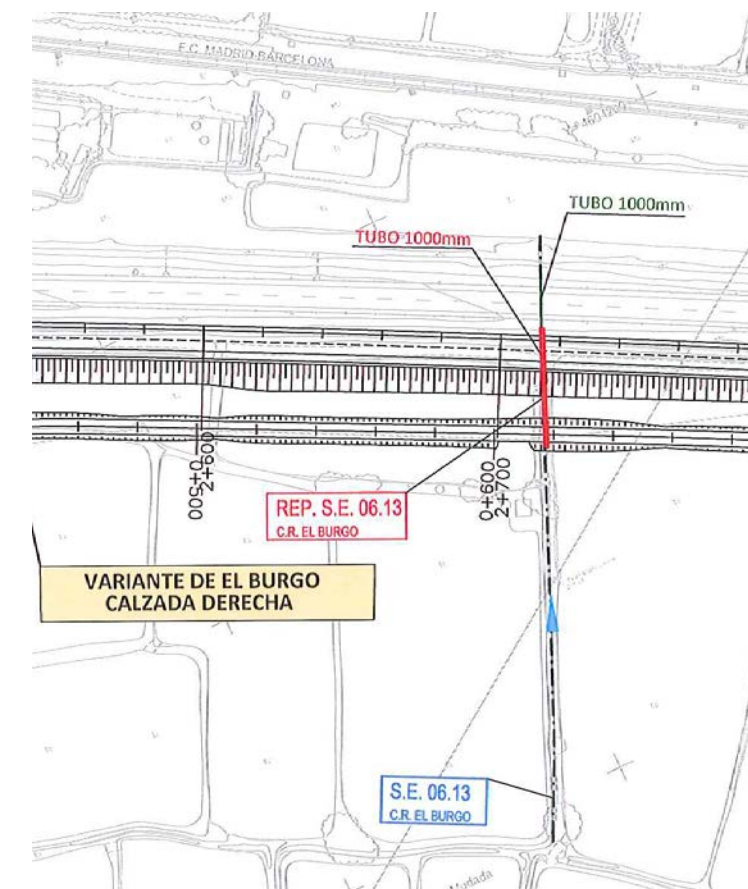 F.C. MADRID-BARCELONA
TUBO 1000mm
TUBO 1000mm
0+500
2+600
0+600
2+700
REP. S.E. 06.13
C.R. EL BURGO
VARIANTE DE EL BURGO
CALZADA DERECHA
S.E. 06.13
C.R. EL BURGO
Mudada